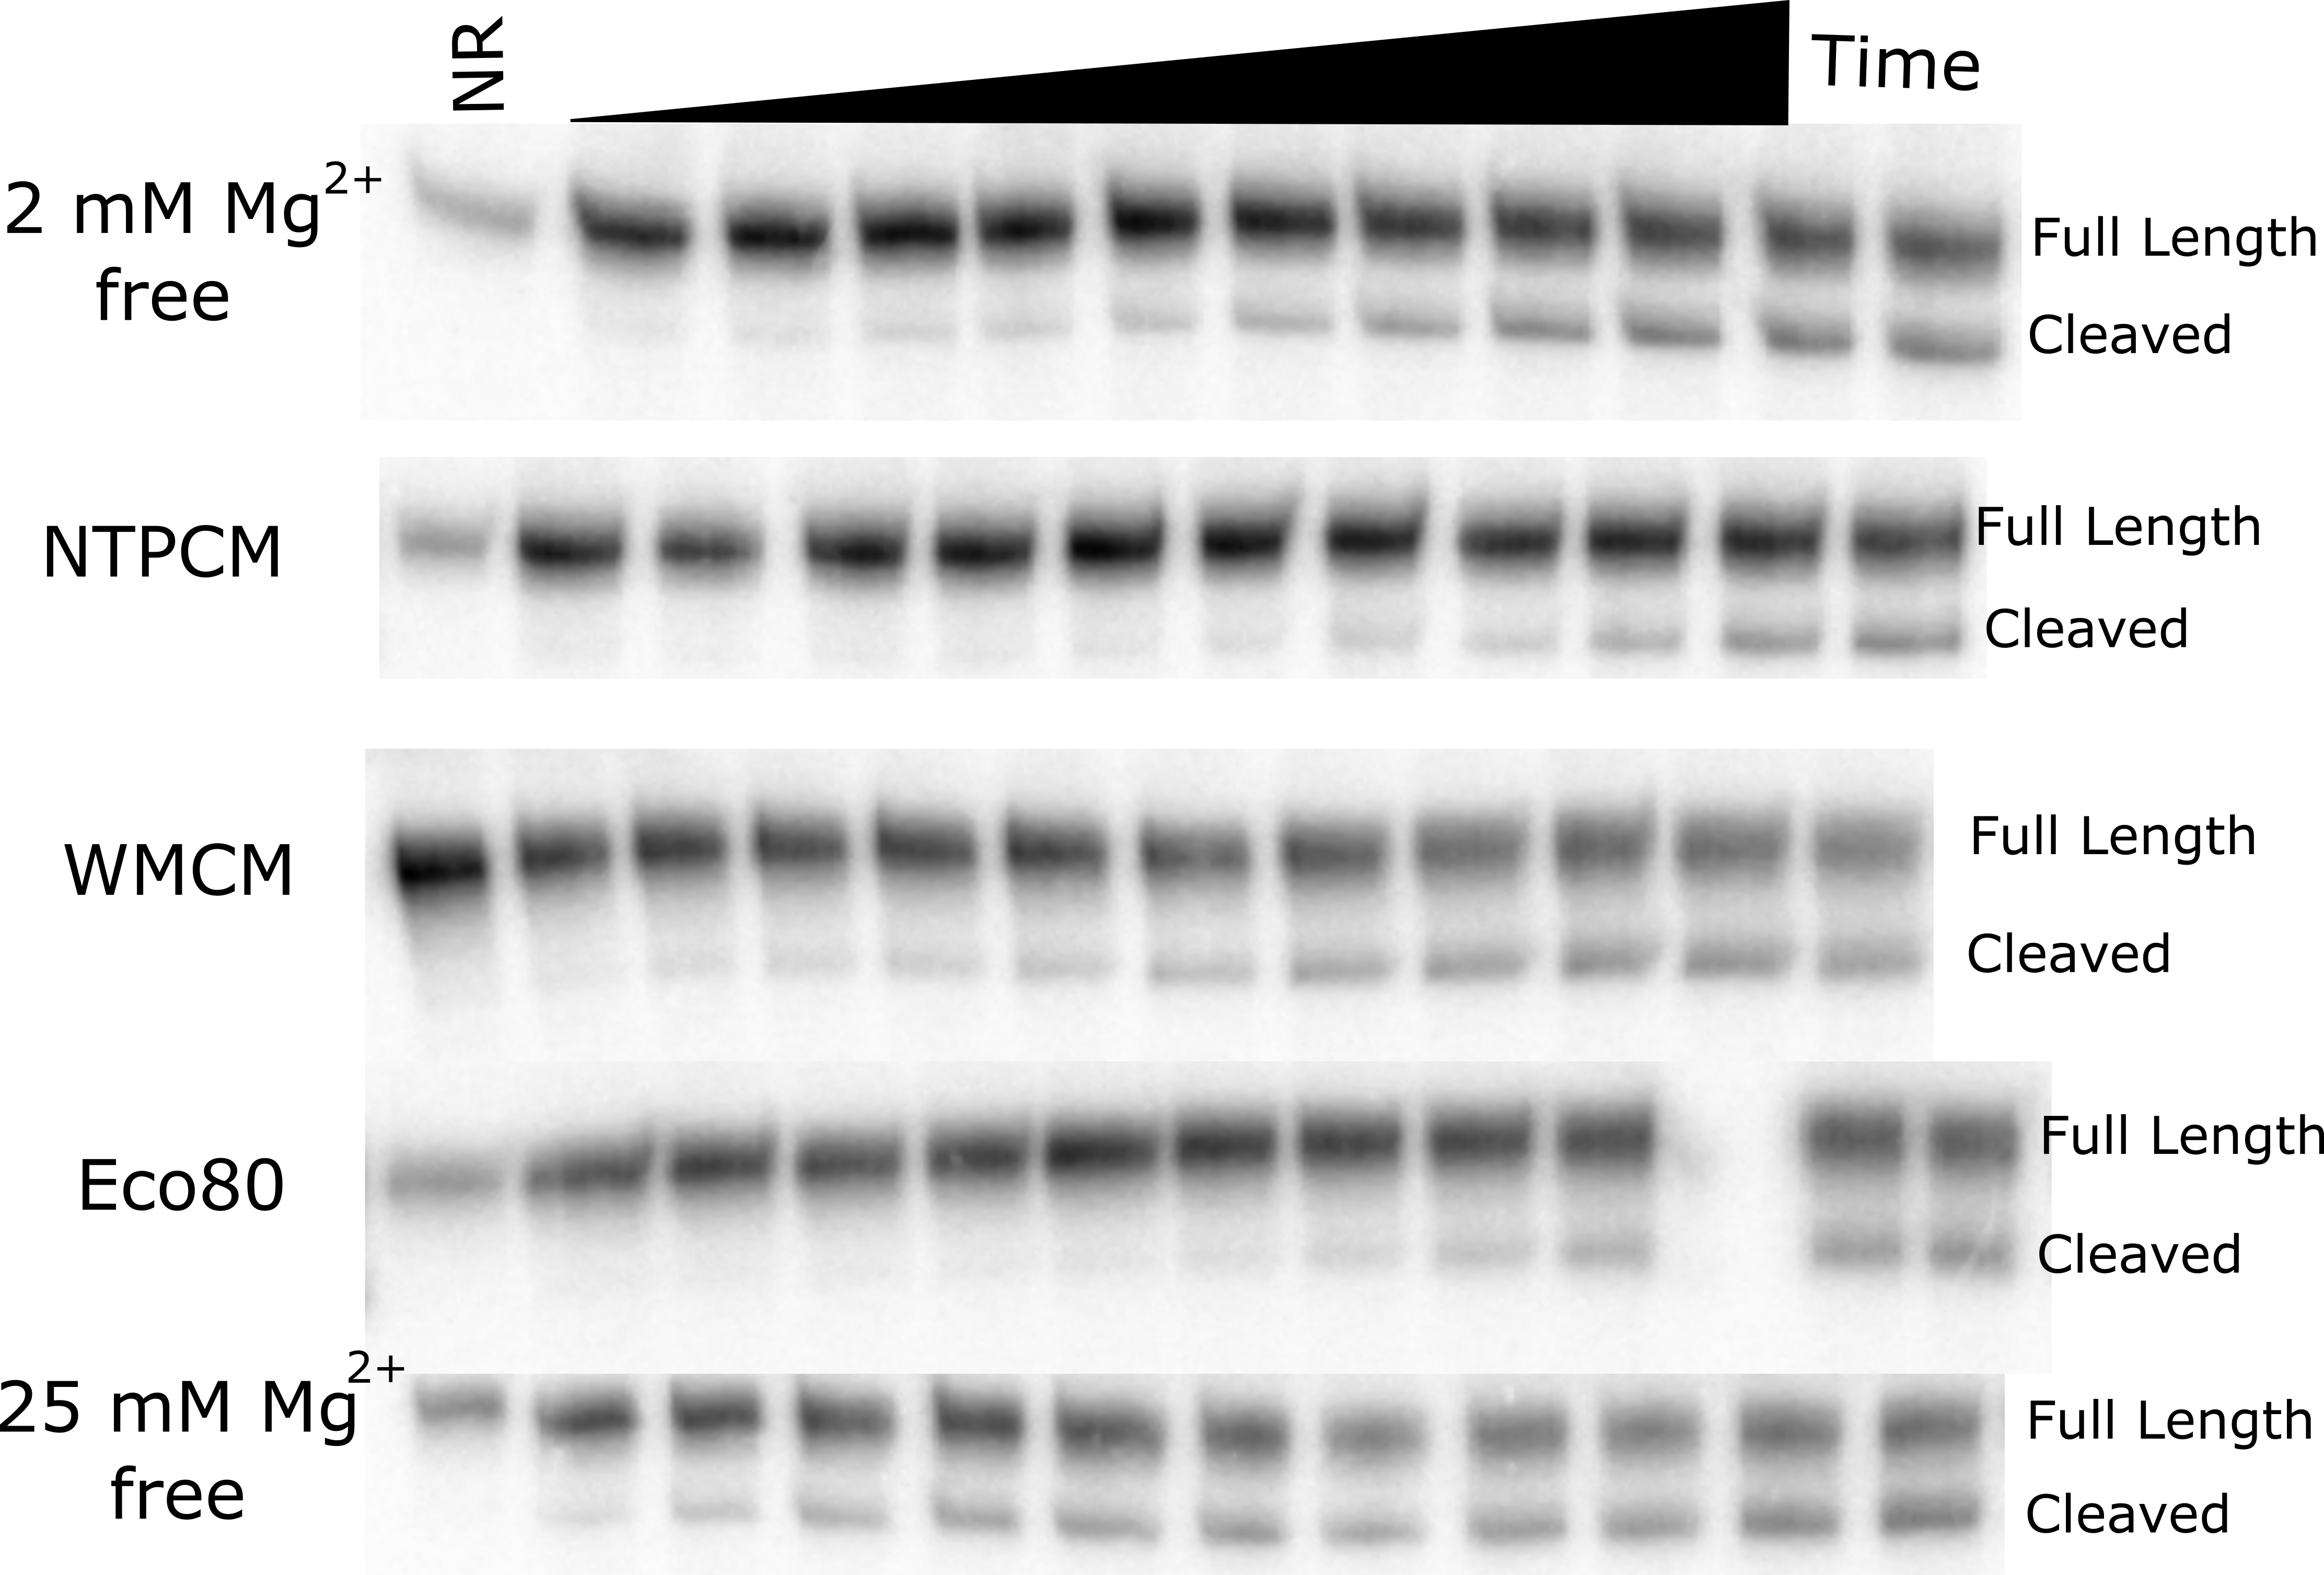 NR
Time
2 mM Mg2+
free
Full Length
Cleaved
NTPCM
Full Length
Cleaved
WMCM
Full Length
Cleaved
Eco80
Full Length
Cleaved
25 mM Mg2+
free
Full Length
Cleaved